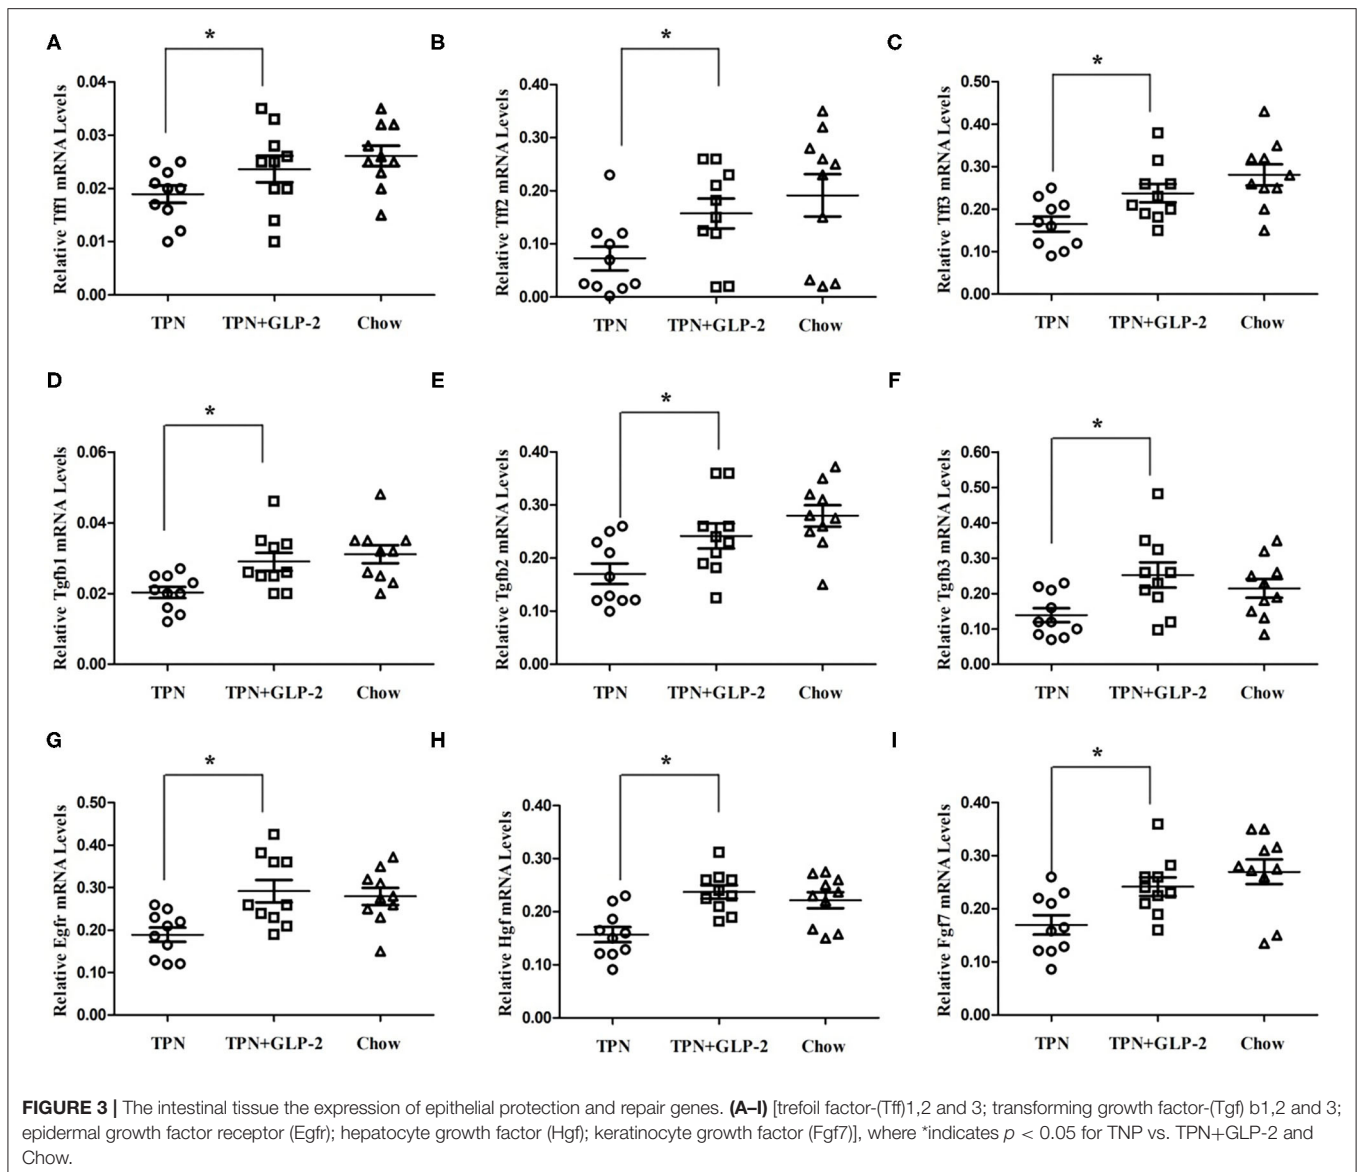 A
*
0.04
0.03
0.02
0.01
0.00
Relative Tff1 mRNA Levels
TPN TPN+GLP-2 Chow
B
*
0.40
0.30
0.20
0.10
0.00
Relative Tff2 mRNA Levels
TPN TPN+GLP-2 Chow
C
*
0.50
0.40
0.30
0.20
0.10
0.00
Relative Tff3 mRNA Levels
TPN TPN+GLP-2 Chow
D
*
0.06
0.04
0.02
0.00
Relative Tgfb1 mRNA Levels
TPN TPN+GLP-2 Chow
E
*
0.40
0.30
0.20
0.10
0.00
Relative Tgfb2 mRNA Levels
TPN TPN+GLP-2 Chow
F
*
0.60
0.50
0.40
0.30
0.20
0.10
0.00
Relative Tgfb3 mRNA Levels
TPN TPN+GLP-2 Chow
G
*
0.50
0.40
0.30
0.20
0.10
0.00
Relative Egfr mRNA Levels
TPN TPN+GLP-2 Chow
H
*
0.40
0.30
0.20
0.10
0.00
Relative Hgf mRNA Levels
TPN TPN+GLP-2 Chow
I
*
0.40
0.30
0.20
0.10
0.00
Relative Fgf7 mRNA Levels
TPN TPN+GLP-2 Chow
FIGURE 3 | The intestinal tissue the expression of epithelial protection and repair genes. (A–I) [trefoil factor-(Tff)1,2 and 3; transforming growth factor-(Tgf) b1,2 and 3;
epidermal growth factor receptor (Egfr); hepatocyte growth factor (Hgf); keratinocyte growth factor (Fgf7)], where *indicates p < 0.05 for TNP vs. TPN+GLP-2 and
Chow.